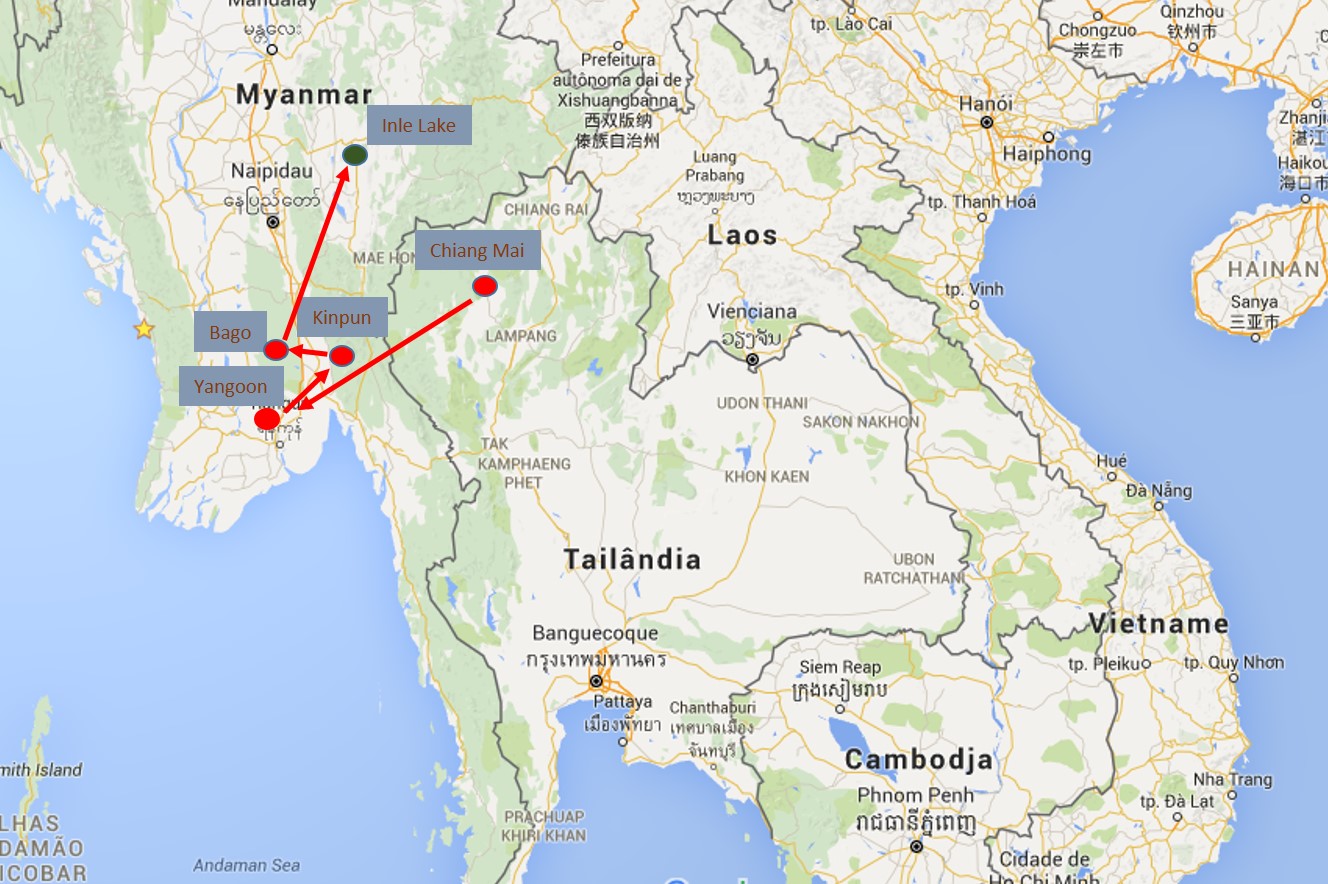 Mandalay
မန္တလေး
Myanmar
Inle Lake
Naipidau
နေပြည်တော်
Prefeitura
autônoma dai de
Xishuangbanna
西双版纳
傣族自治州
tp. Lào Cai
Chongzuo
崇左市
Qinzhou
钦州市
Hanói
Haiphong
Zhanji
湛江
Haikou
海口市
Luang
Prabang
ຫຼວງພະບາງ
tp. Thanh Hoá
CHIANG RAI
Laos
MAE HON
Chiang Mai
HAINAN
Sanya
三亚市
tp. Vinh
Vienciana
ວຽງຈັນ
Kinpun
Bago
LAMPANG
Yangoon
ရန်ကုန်
UDON THANI
SAKON NAKHON
TAK
KAMPHAENG
PHET
KHON KAEN
Hué
Đà Nẵng
Tailândia
UBON
RATCHATHANI
Vietname
Banguecoque
กรุงเทพมหานคร
Siem Reap
ក្រុងសៀមរាប
tp. Pleiku
tp. Quy Nhơn
Pattaya
เมืองพัทยา
Chanthaburi
เทศบาลเมือง
จันทบุรี
Cambodja
Phnom Penh
រាជធានីភ្នំពេញ
mith Island
Nha Trang
tp. Đà Lạt
PRACHUAP
KHIRI KHAN
LHAS
DAMÃO
ICOBAR
Andaman Sea
Cidade de
Ho Chi Minh